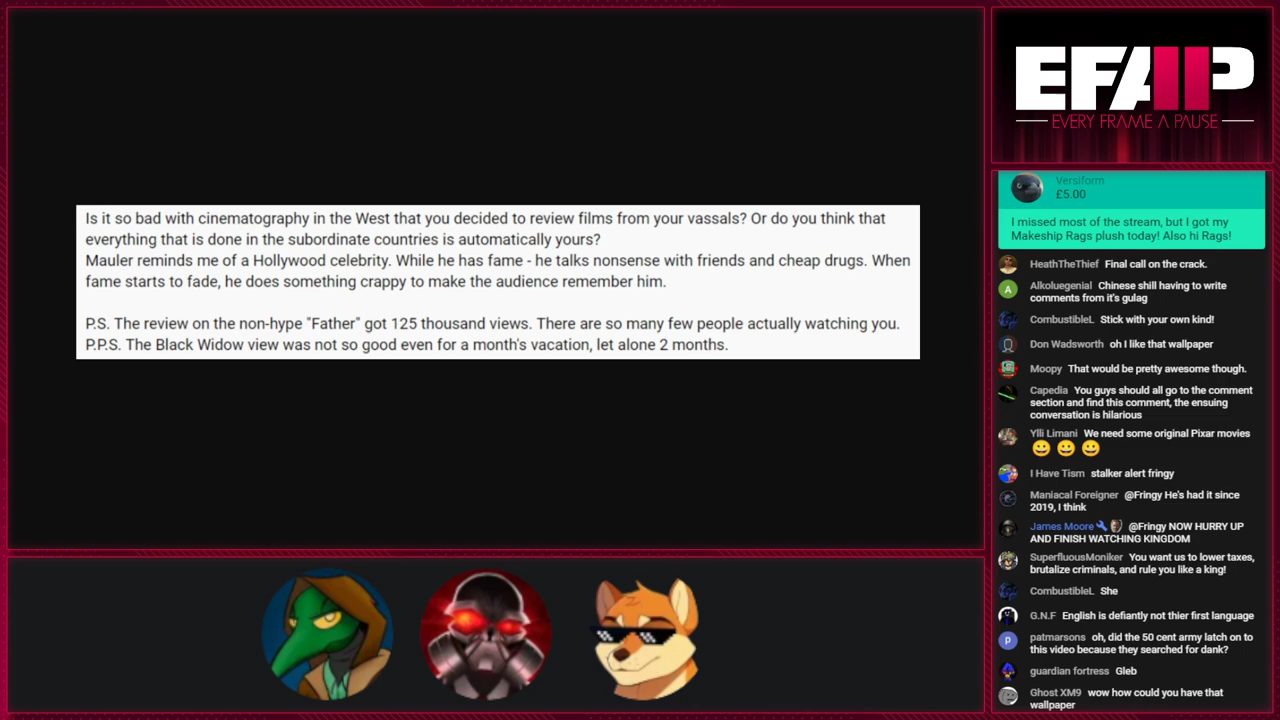 Is it so bad with cinematography in the West that you decided to review films from your vassals? Or do you think that
everything that is done in the subordinate countries is automatically yours?
Mauler reminds me of a Hollywood celebrity. While he has fame - he talks nonsense with friends and cheap drugs. When
fame starts to fade, he does something crappy to make the audience remember him.
P.S. The review on the non-hype "Father" got 125 thousand views. There are so many few people actually watching you.
P.P.S. The Black Widow view was not so good even for a month's vacation, let alone 2 months.
EFAP
EVERY FRAME A PAUSE
Versiform
£5.00
I missed most of the stream, but I got my
Makeship Rags plush today! Also hi Rags!
HeathTheThief Final call on the crack.
A
Alkoluegenial Chinese shill having to write
comments from it's gulag
CombustibleL Stick with your own kind!
Don Wadsworth oh I like that wallpaper
Moopy That would be pretty awesome though.
Capedia You guys should all go to the comment
section and find this comment, the ensuing
conversation is hilarious
Ylli Limani We need some original Pixar movies
😀 😀 😀
I Have Tism stalker alert fringy
Maniacal Foreigner @Fringy He's had it since
2019, I think
James Moore @Fringy NOW HURRY UP
AND FINISH WATCHING KINGDOM
SuperfluousMoniker You want us to lower taxes,
brutalize criminals, and rule you like a king!
CombustibleL She
G.N.F English is defiantly not thier first language
P
patmarsons oh, did the 50 cent army latch on to
this video because they searched for dank?
guardian fortress Gleb
Ghost XM9 wow how could you have that
wallpaper